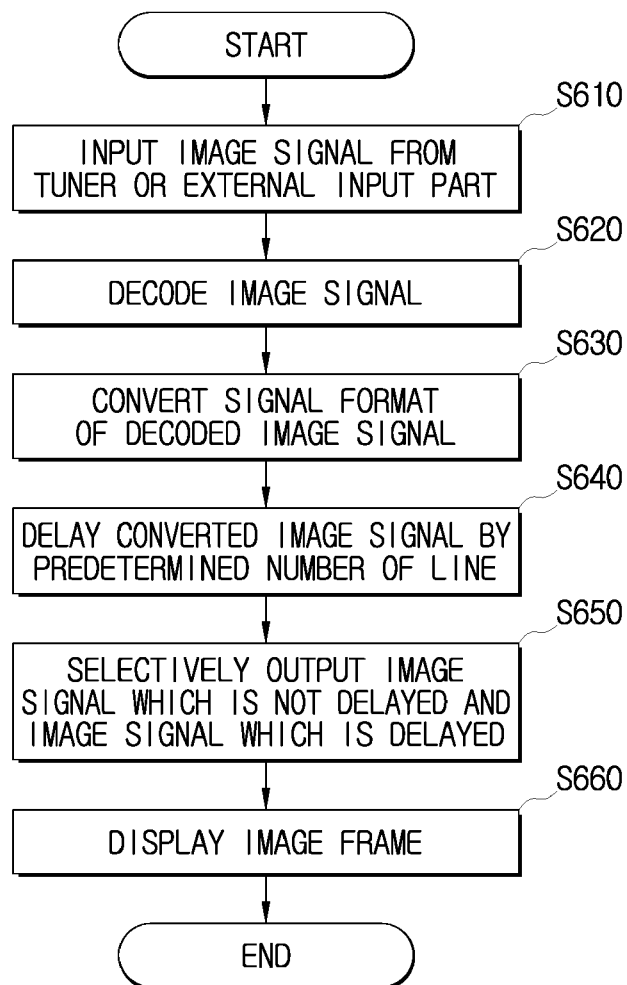 START
S610
INPUT IMAGE SIGNAL FROM
TUNER OR EXTERNAL INPUT PART
S620
DECODE IMAGE SIGNAL
S630
CONVERT SIGNAL FORMAT
OF DECODED IMAGE SIGNAL
S640
DELAY CONVERTED IMAGE SIGNAL BY
PREDETERMINED NUMBER OF LINE
S650
SELECTIVELY OUTPUT IMAGE
SIGNAL WHICH IS NOT DELAYED AND
IMAGE SIGNAL WHICH IS DELAYED
S660
DISPLAY IMAGE FRAME
END